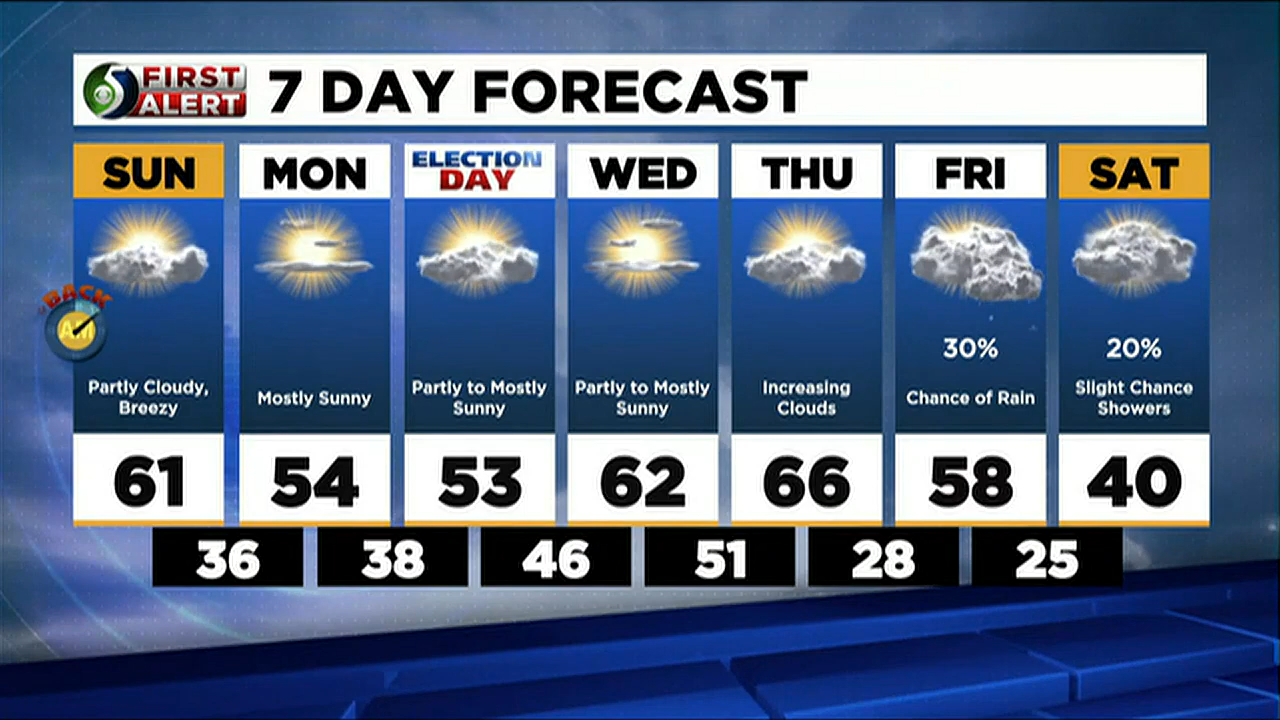 5 FIRST ALERT 7 DAY FORECAST
SUN MON ELECTION DAY WED THU FRI SAT
BACK
AM
30% 20%
Partly Cloudy, Breezy
Mostly Sunny
Partly to Mostly Sunny
Partly to Mostly Sunny
Increasing Clouds
Chance of Rain
Slight Chance Showers
61 54 53 62 66 58 40
36 38 46 51 28 25